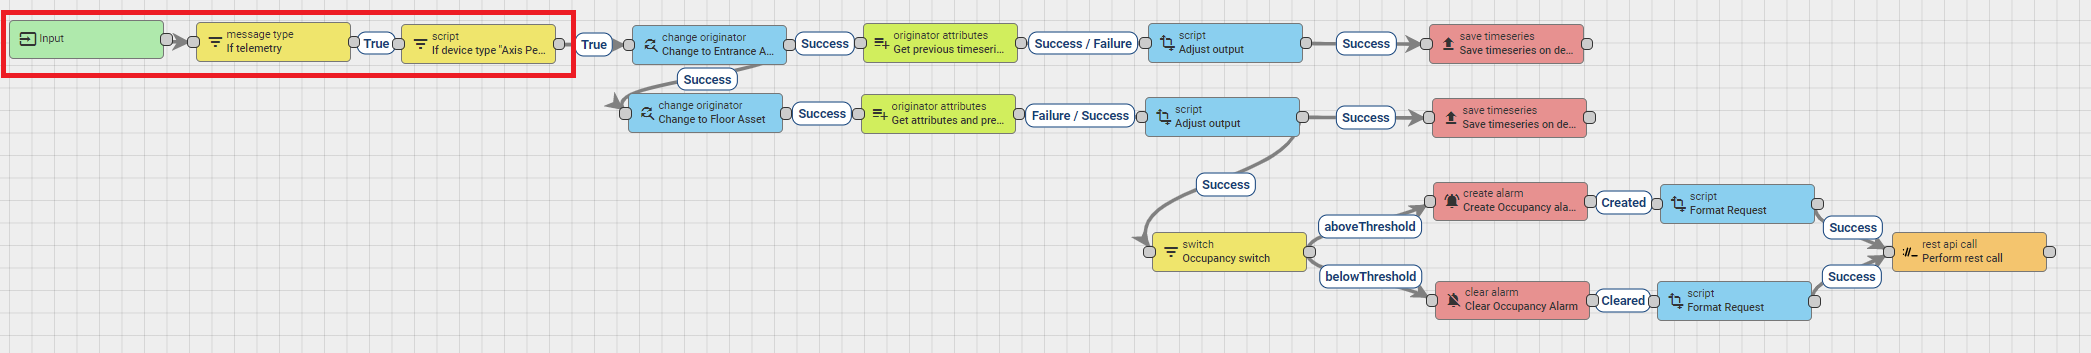 Input
message type
If telemetry
True
script
If device type "Axis Pe...
True
change originator
Change to Entrance A...
Success
originator attributes
Get previous timeseri...
Success / Failure
script
Adjust output
Success
save timeseries
Save timeseries on de...
Success
change originator
Change to Floor Asset
Success
originator attributes
Get attributes and pre...
Failure / Success
script
Adjust output
Success
save timeseries
Save timeseries on de...
Success
switch
Occupancy switch
aboveThreshold
create alarm
Create Occupancy ala...
Created
script
Format Request
Success
belowThreshold
clear alarm
Clear Occupancy Alarm
Cleared
script
Format Request
Success
rest api call
Perform rest call